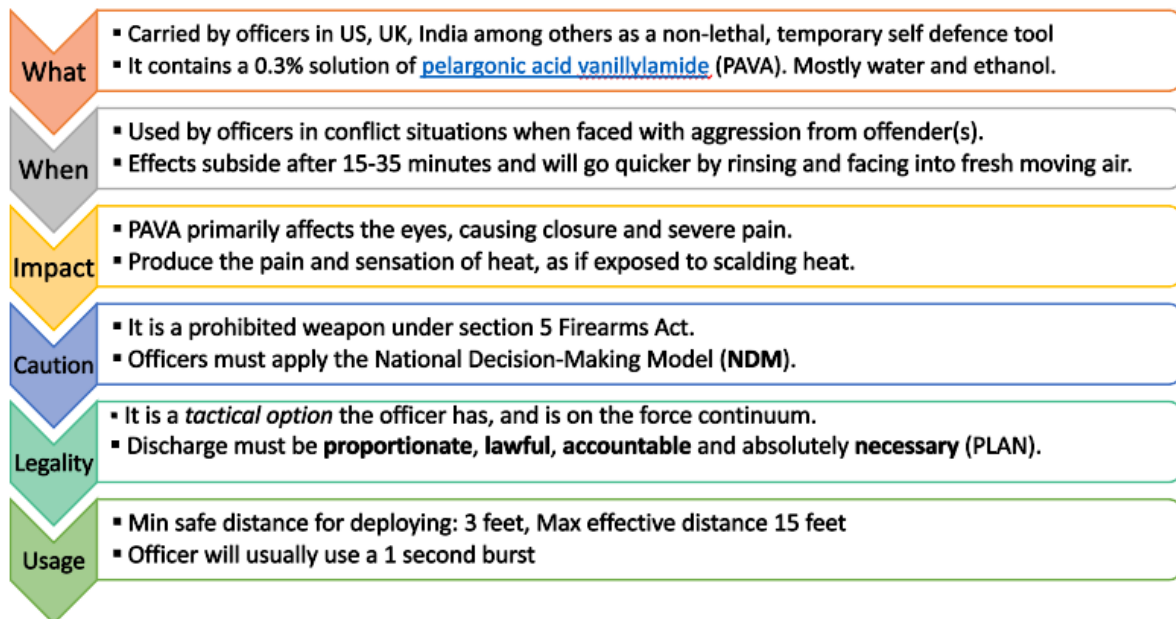 What
▪ Carried by officers in US, UK, India among others as a non-lethal, temporary self defence tool
▪ It contains a 0.3% solution of pelargonic acid vanillylamide (PAVA). Mostly water and ethanol.
When
▪ Used by officers in conflict situations when faced with aggression from offender(s).
▪ Effects subside after 15-35 minutes and will go quicker by rinsing and facing into fresh moving air.
Impact
▪ PAVA primarily affects the eyes, causing closure and severe pain.
▪ Produce the pain and sensation of heat, as if exposed to scalding heat.
Caution
▪ It is a prohibited weapon under section 5 Firearms Act.
▪ Officers must apply the National Decision-Making Model (NDM).
Legality
▪ It is a tactical option the officer has, and is on the force continuum.
▪ Discharge must be proportionate, lawful, accountable and absolutely necessary (PLAN).
Usage
▪ Min safe distance for deploying: 3 feet, Max effective distance 15 feet
▪ Officer will usually use a 1 second burst